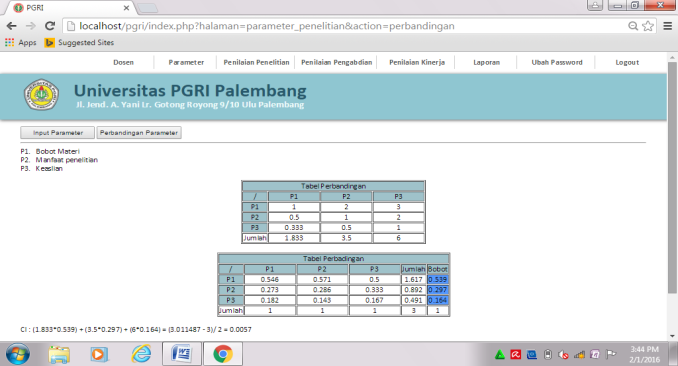 PGRI
localhost/pgri/index.php?halaman=parameter_penelitian&action=perbandingan
Apps Suggested Sites
Dosen Parameter Penilaian Penelitian Penilaian Pengabdian Penilaian Kinerja Laporan Ubah Password Logout
Universitas PGRI Palembang
Jl. Jend. A. Yani Lr. Gotong Royong 9/10 Ulu Palembang
Input Parameter Perbandingan Parameter
P1. Bobot Materi
P2. Manfaat penelitian
P3. Keaslian
Tabel Perbandingan
/ P1 P2 P3
P1 1 2 3
P2 0.5 1 2
P3 0.333 0.5 1
Jumlah 1.833 3.5 6
Tabel Perbadingan
/ P1 P2 P3 Jumlah Bobot
P1 0.546 0.571 0.5 1.617 0.539
P2 0.273 0.286 0.333 0.892 0.297
P3 0.182 0.143 0.167 0.491 0.164
Jumlah 1 1 1 3 1
CI : (1.833*0.539) + (3.5*0.297) + (6*0.164) = (3.011487 - 3)/ 2 = 0.0057
3:44 PM
2/1/2016